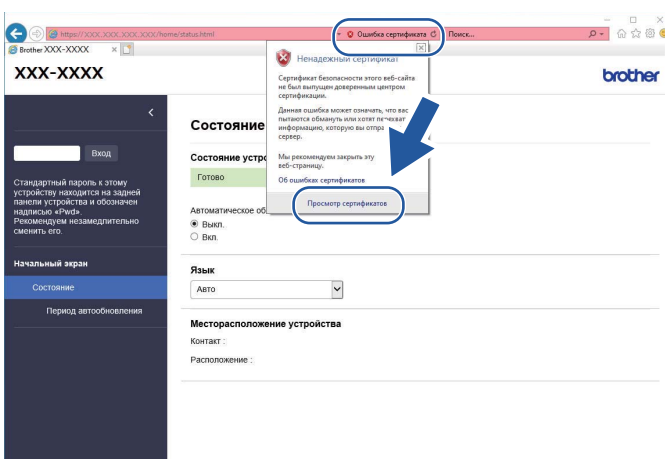 https://XXX.XXX.XXX.XXX/home/status.html
Ошибка сертификата
Поиск...
Brother XXX-XXXX
XXX-XXXX
brother
Ненадежный сертификат
Сертификат безопасности этого веб-сайта
не был выпущен доверенным центром
сертификации.
Данная ошибка может означать, что вас
пытаются обмануть или хотят
информацию, которую вы
сервер.
Мы рекомендуем закрыть эту
веб-страницу.
Об ошибках сертификатов
Просмотр сертификатов
Вход
Стандартный пароль к этому
устройству находится на задней
панели устройства и обозначен
надписью «Pwd».
Рекомендуем незамедлительно
сменить его.
Начальный экран
Состояние
Период автообновления
Состояние
Состояние
Готово
Автоматическое
Выкл.
Вкл.
Язык
Авто
Месторасположение устройства
Контакт :
Расположение :